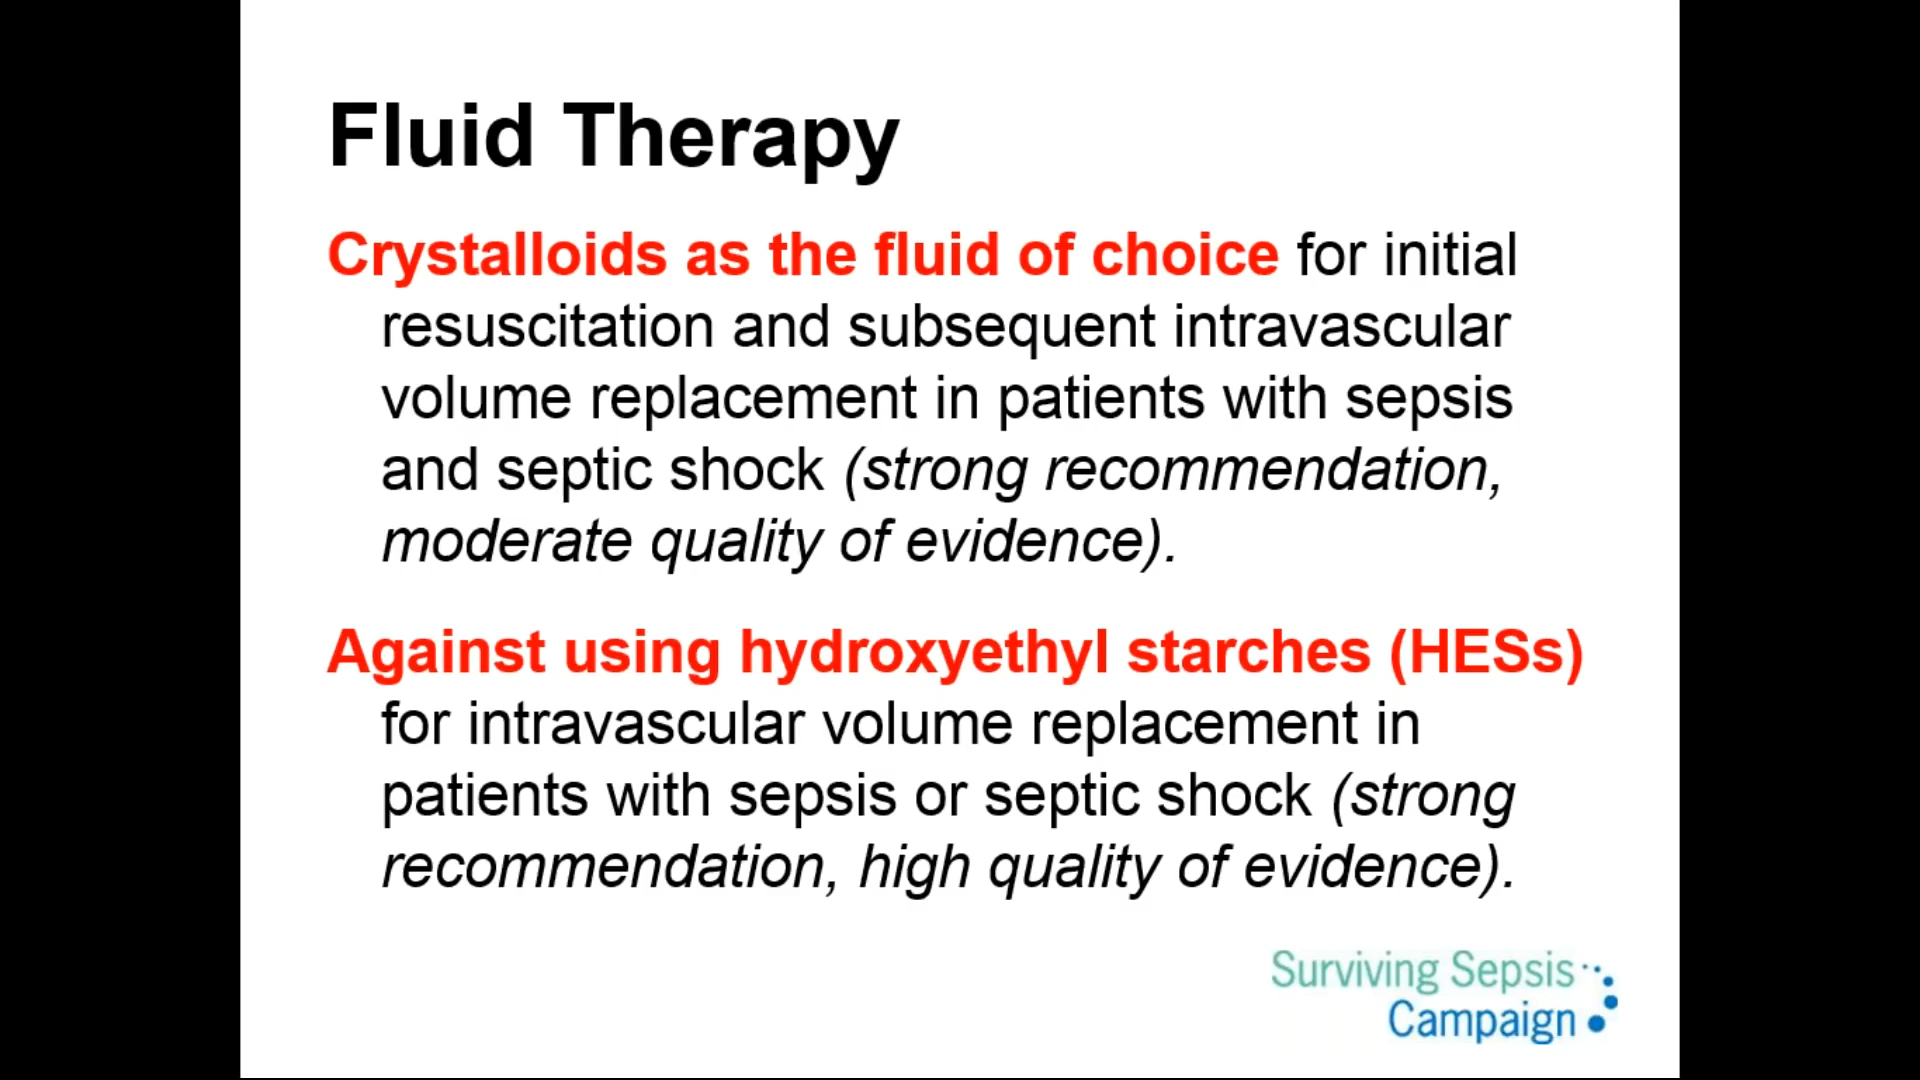 Fluid Therapy
Crystalloids as the fluid of choice for initial
resuscitation and subsequent intravascular
volume replacement in patients with sepsis
and septic shock (strong recommendation,
moderate quality of evidence).
Against using hydroxyethyl starches (HESs)
for intravascular volume replacement in
patients with sepsis or septic shock (strong
recommendation, high quality of evidence).
Surviving Sepsis
Campaign